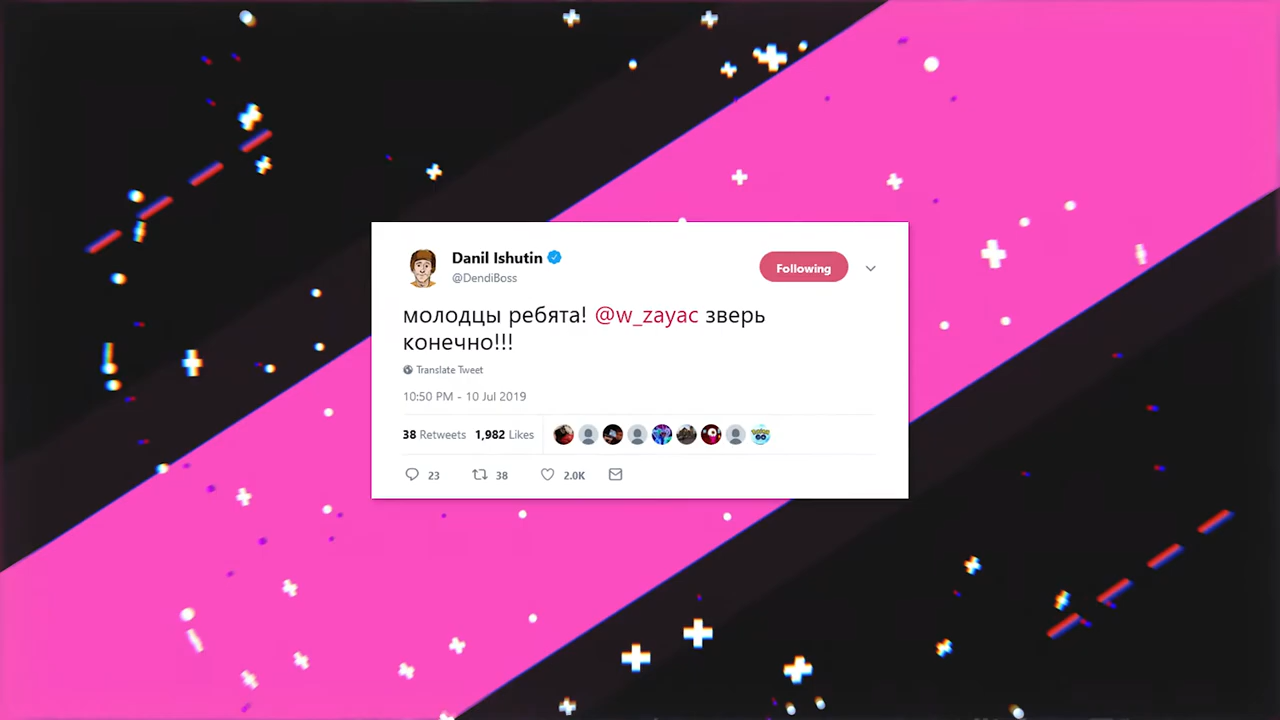 Danil Ishutin
@DendiBoss
Following
молодцы ребята! @w_zayac зверь
конечно!!!
Translate Tweet
10:50 PM - 10 Jul 2019
38 Retweets 1,982 Likes
23 38 2.0K